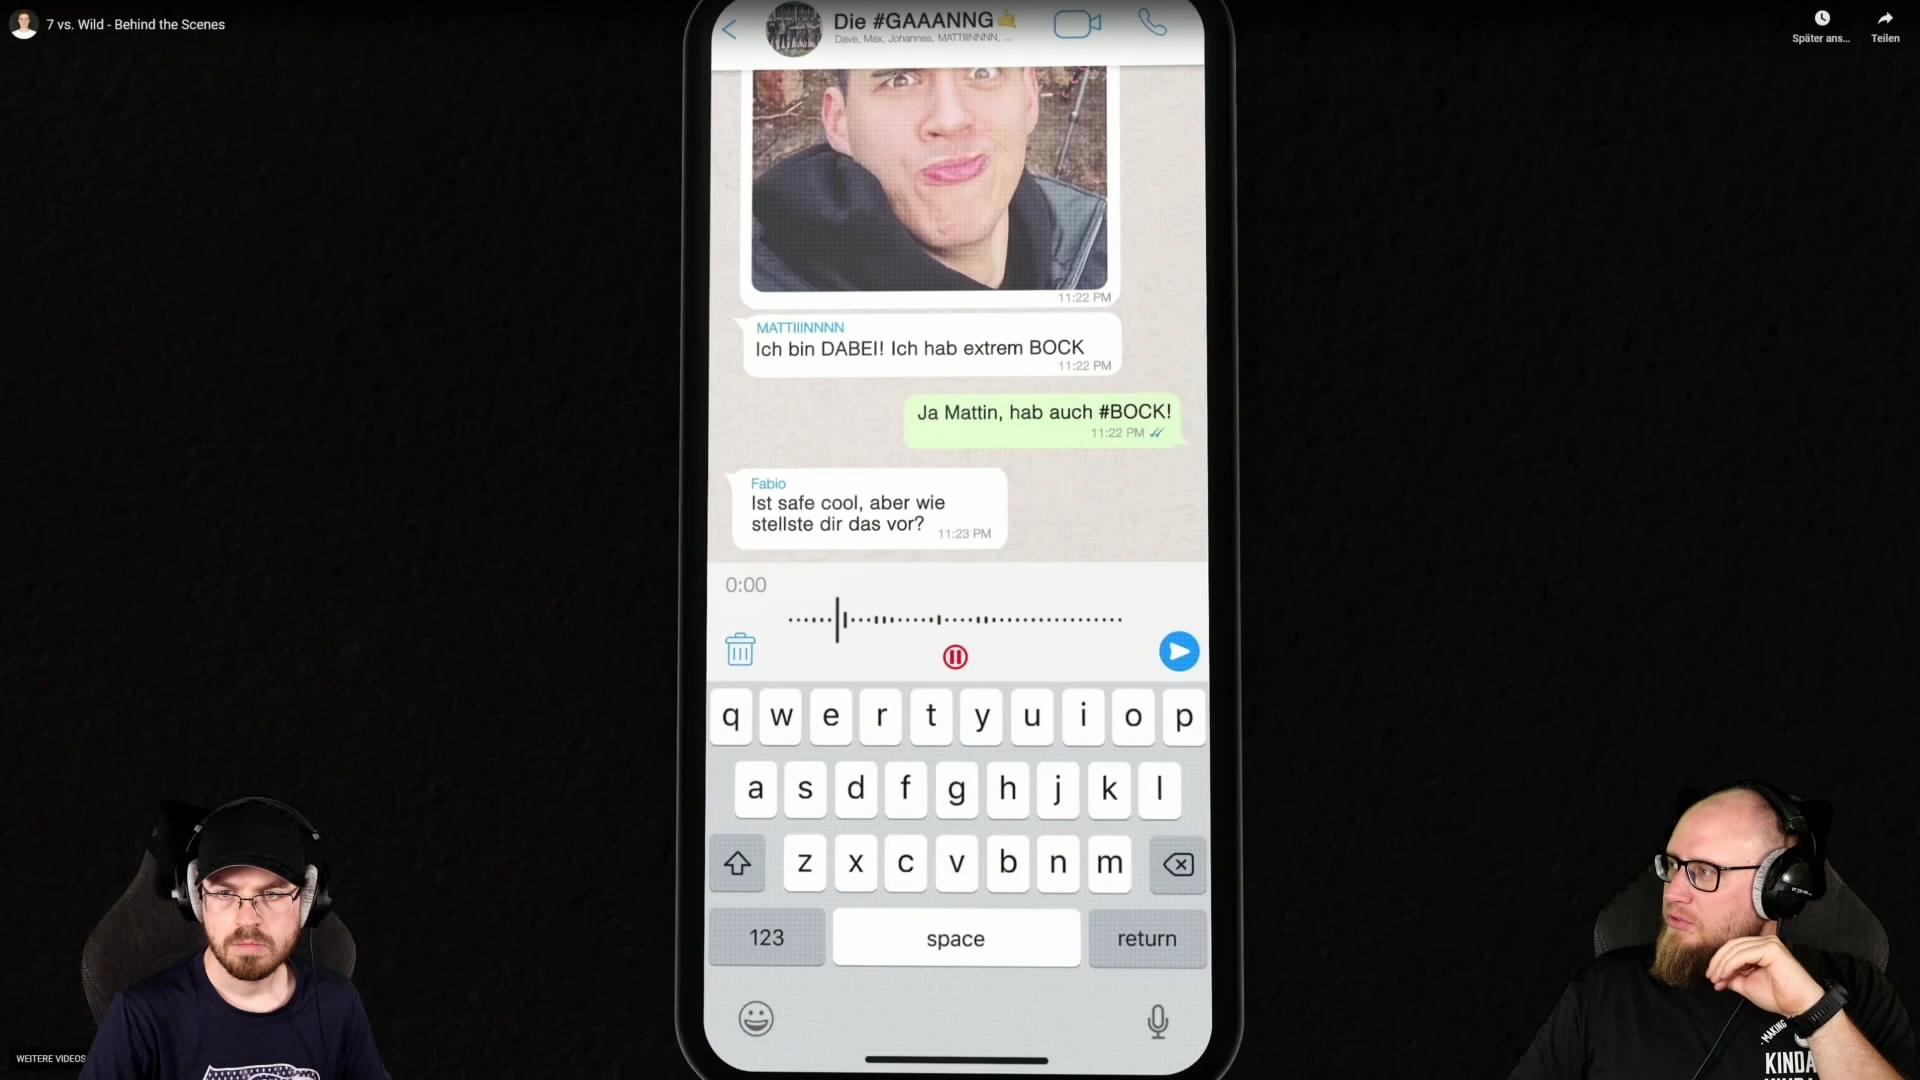 7 vs. Wild - Behind the Scenes
Später ans...
Teilen
Die #GAAANNG🤙
Dave, Max, Johannes, MATTIINNNN, ...
11:22 PM
MATTIIINNNN
Ich bin DABEI! Ich hab extrem BOCK
11:22 PM
Ja Mattin, hab auch #BOCK!
11:22 PM
Fabio
Ist safe cool, aber wie
stellste dir das vor?
11:23 PM
0:00
q w e r t y u i o p
a s d f g h j k l
z x c v b n m
123 space return
WEITERE VIDEOS
MAKING
KINDA